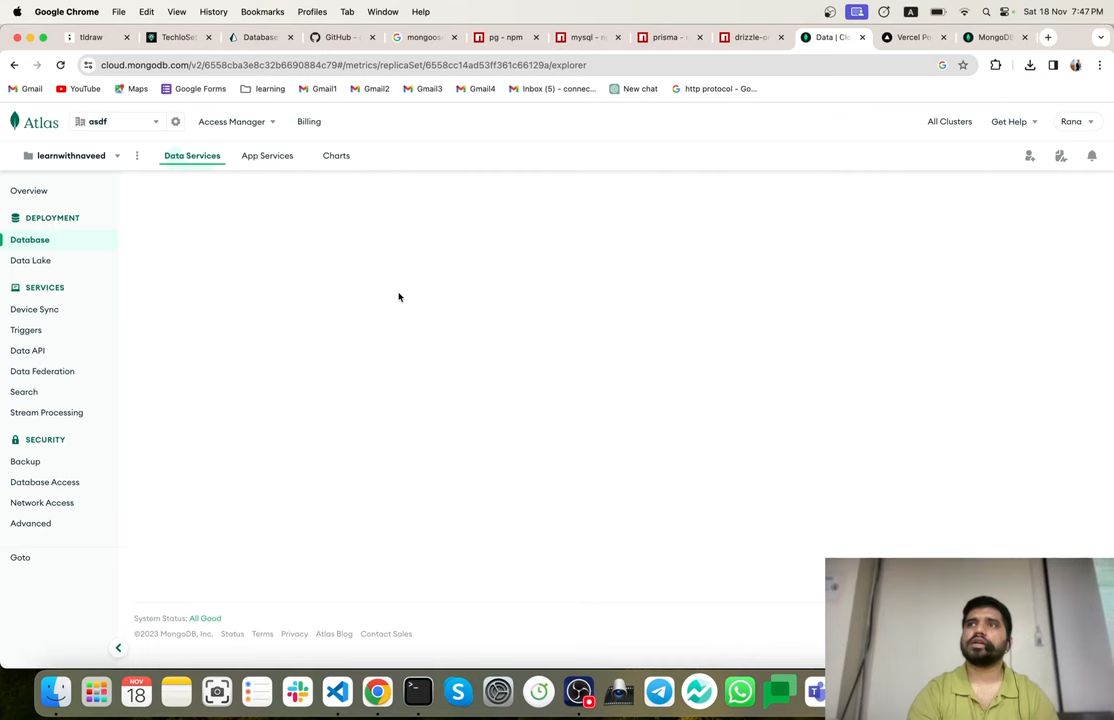 Google Chrome File Edit View History Bookmarks Profiles Tab Window Help A Sat 18 Nov 7:47 PM
tldraw TechloSet Database GitHub - mongoos pg - npm mysql - n prisma - drizzle-or Data | Clo Vercel Po MongoDB
cloud.mongodb.com/v2/6558cba3e8c32b6690884c79#/metrics/replicaSet/6558cc14ad53ff361c66129a/explorer
Gmail YouTube Maps Google Forms learning Gmail1 Gmail2 Gmail3 Gmail4 Inbox (5) - connec... New chat http protocol - Go...
Atlas asdf Access Manager Billing All Clusters Get Help Rana
learnwithnaveed Data Services App Services Charts
Overview
DEPLOYMENT
Database
Data Lake
SERVICES
Device Sync
Triggers
Data API
Data Federation
Search
Stream Processing
SECURITY
Backup
Database Access
Network Access
Advanced
Goto
System Status: All Good
©2023 MongoDB, Inc. Status Terms Privacy Atlas Blog Contact Sales
NOV
18